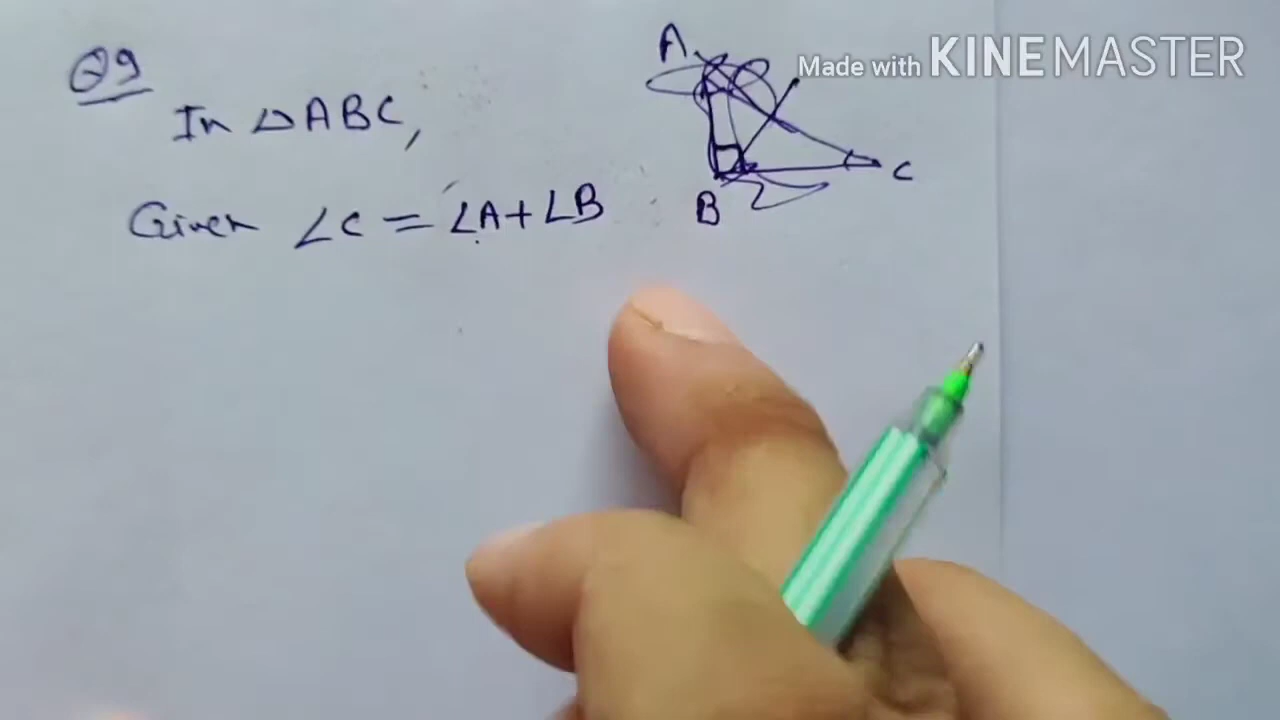 Q9
In △ABC,
Given ∠C = ∠A + ∠B
A
B
C
Made with KINEMASTER